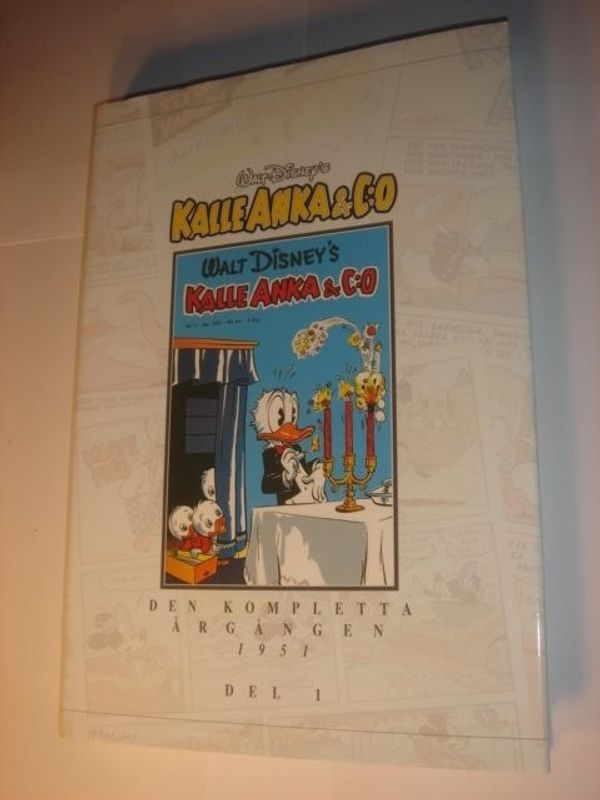 Walt Disney's
KALLE ANKA & C:O
WALT DISNEY'S
KALLE ANKA & C:O
DEN KOMPLETTA
ÅRGÅNGEN
1951
DEL 1